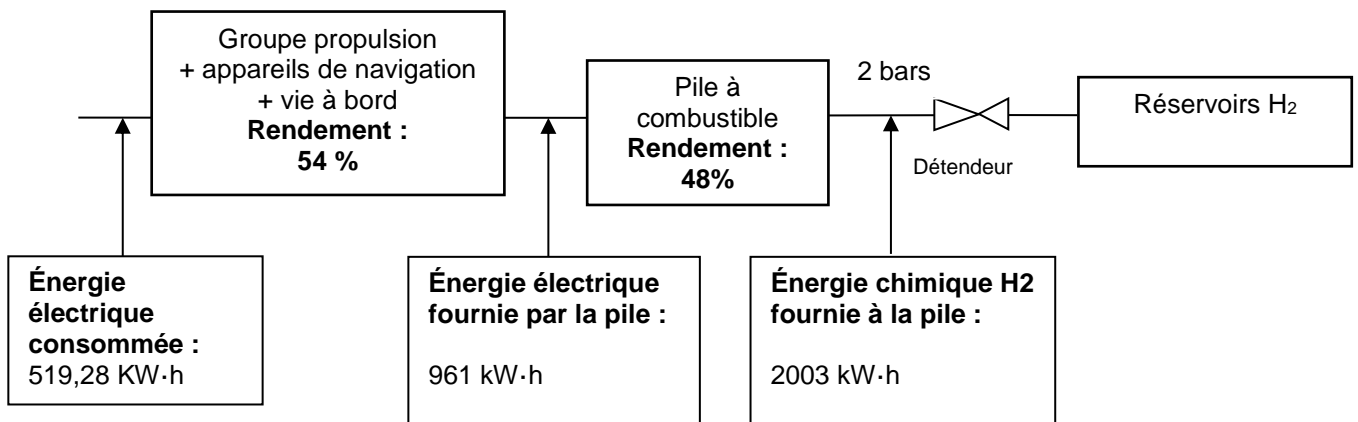 Groupe propulsion
+ appareils de navigation
+ vie à bord
Rendement :
54 %
Pile à
combustible
Rendement :
48%
2 bars
Détendeur
Réservoirs H2
Énergie
électrique
consommée :
519,28 KW·h
Énergie électrique
fournie par la pile :
961 kW·h
Énergie chimique H2
fournie à la pile :
2003 kW·h